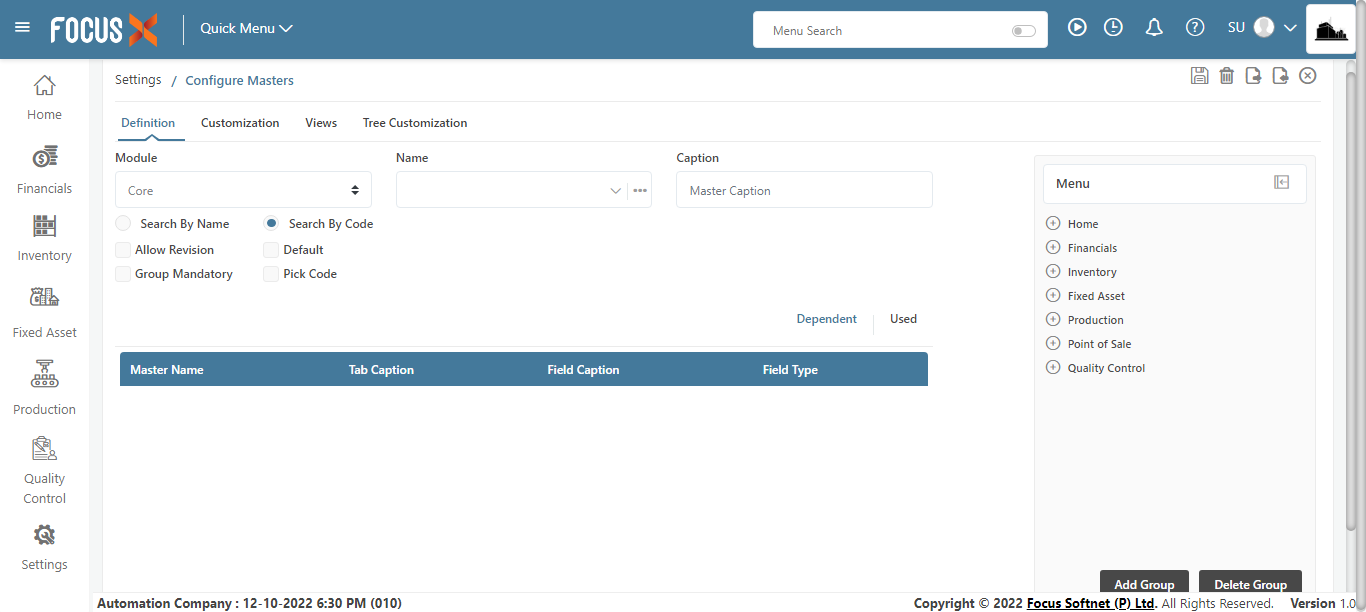 FOCUS X
Quick Menu
Menu Search
SU
Home
Financials
Inventory
Fixed Asset
Production
Quality
Control
Settings
Settings / Configure Masters
Definition Customization Views Tree Customization
Module Name Caption
Core Master Caption
Search By Name Search By Code
Allow Revision Default
Group Mandatory Pick Code
Dependent Used
Master Name Tab Caption Field Caption Field Type
Menu
Home
Financials
Inventory
Fixed Asset
Production
Point of Sale
Quality Control
Add Group Delete Group
Automation Company : 12-10-2022 6:30 PM (010) Copyright © 2022 Focus Softnet (P) Ltd. All Rights Reserved. Version 1.0